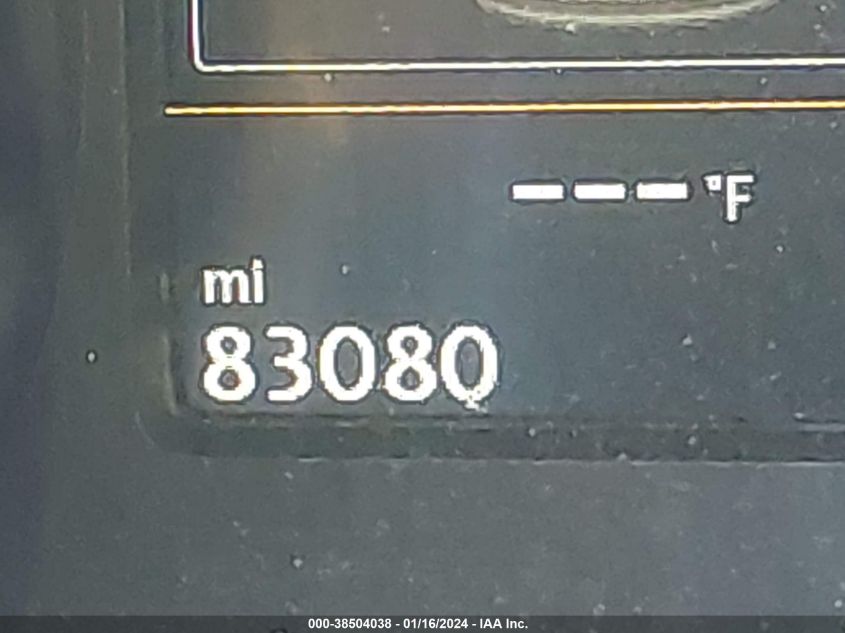 --- °F
mi
83080
000-38504038 - 01/16/2024 - IAA Inc.